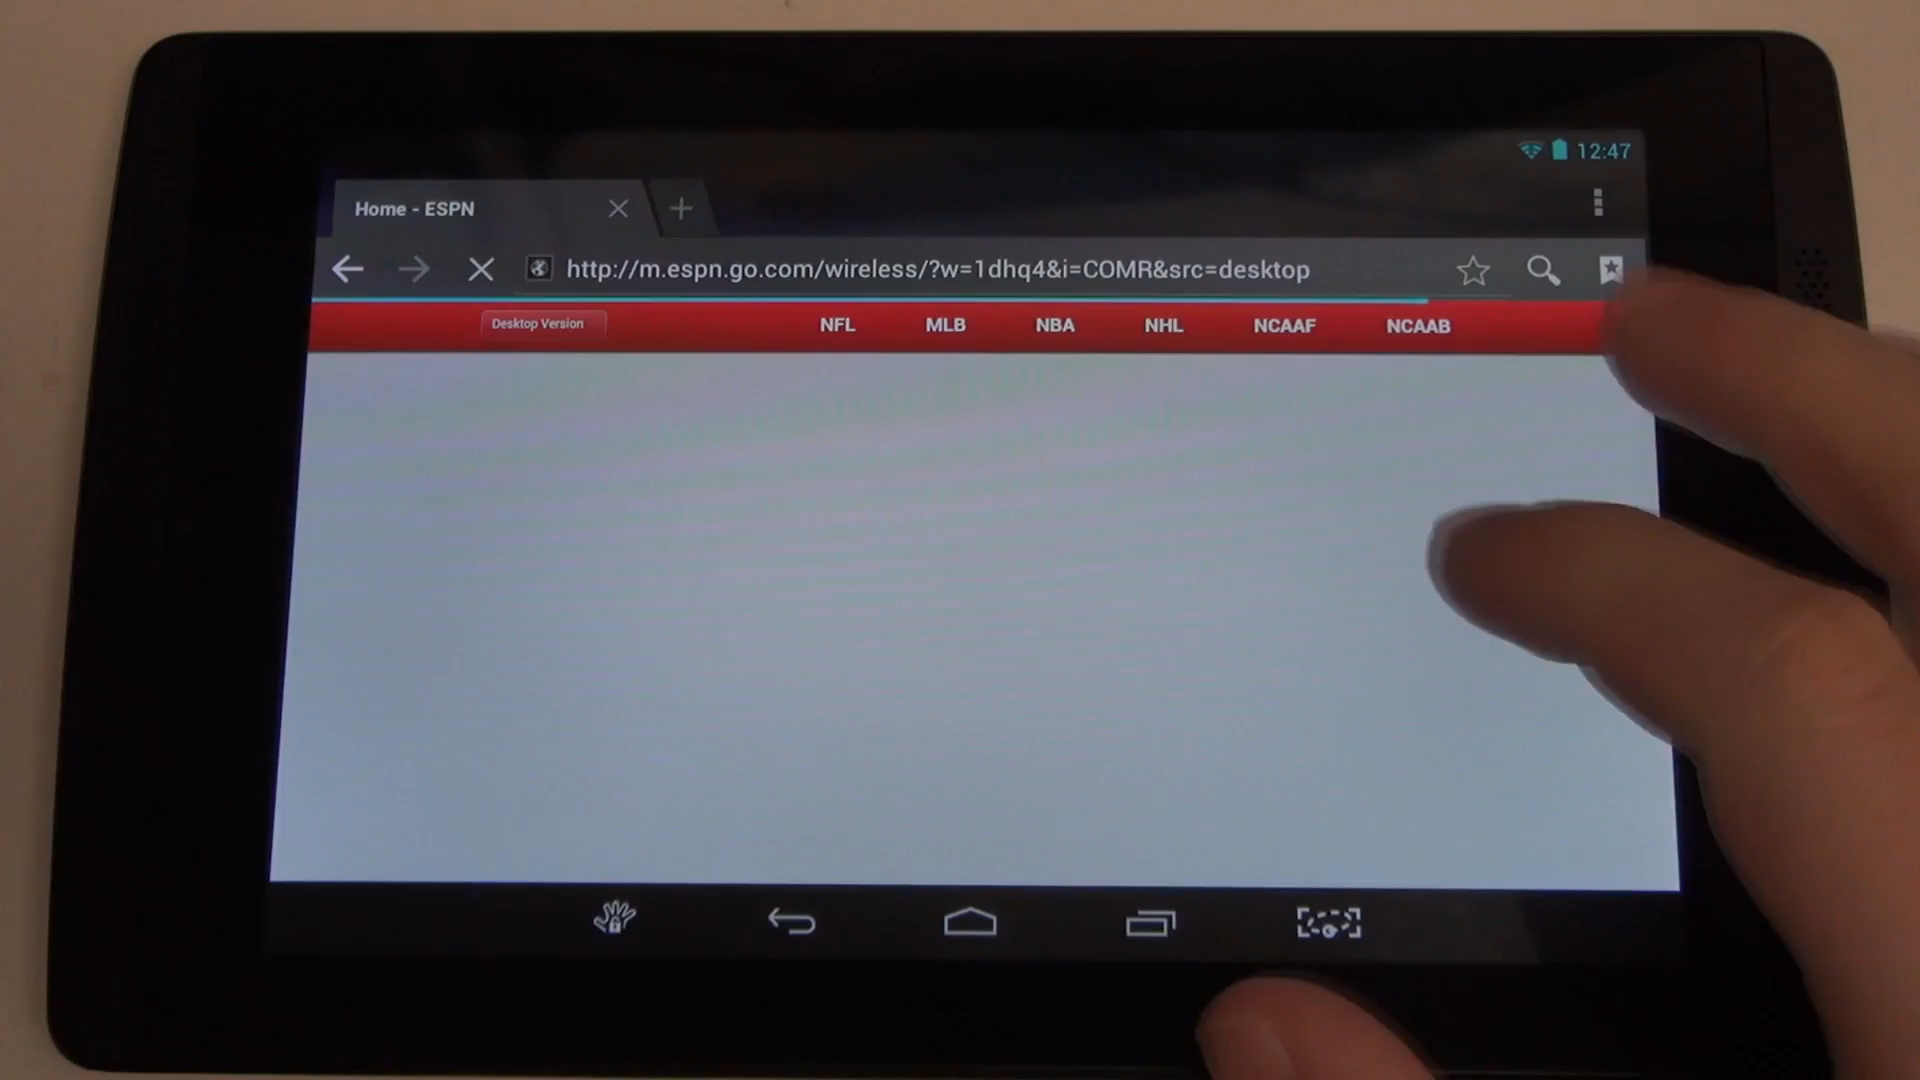 12:47
Home - ESPN
http://m.espn.go.com/wireless/?w=1dhq4&i=COMR&src=desktop
Desktop Version NFL MLB NBA NHL NCAAF NCAAB